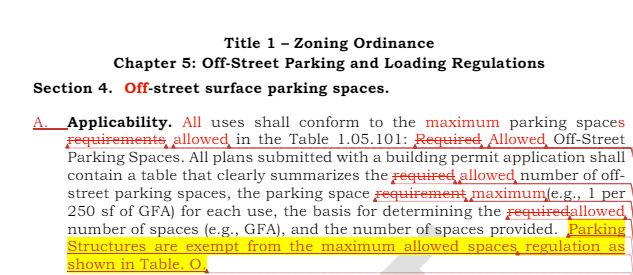 Title 1 – Zoning Ordinance
Chapter 5: Off-Street Parking and Loading Regulations
Section 4. Off-street surface parking spaces.
A. Applicability. All uses shall conform to the maximum parking spaces
requirements allowed in the Table 1.05.101: Required Allowed Off-Street
Parking Spaces. All plans submitted with a building permit application shall
contain a table that clearly summarizes the required allowed number of off-
street parking spaces, the parking space requirement maximum(e.g., 1 per
250 sf of GFA) for each use, the basis for determining the requiredallowed
number of spaces (e.g., GFA), and the number of spaces provided. Parking
Structures are exempt from the maximum allowed spaces regulation as
shown in Table. O.